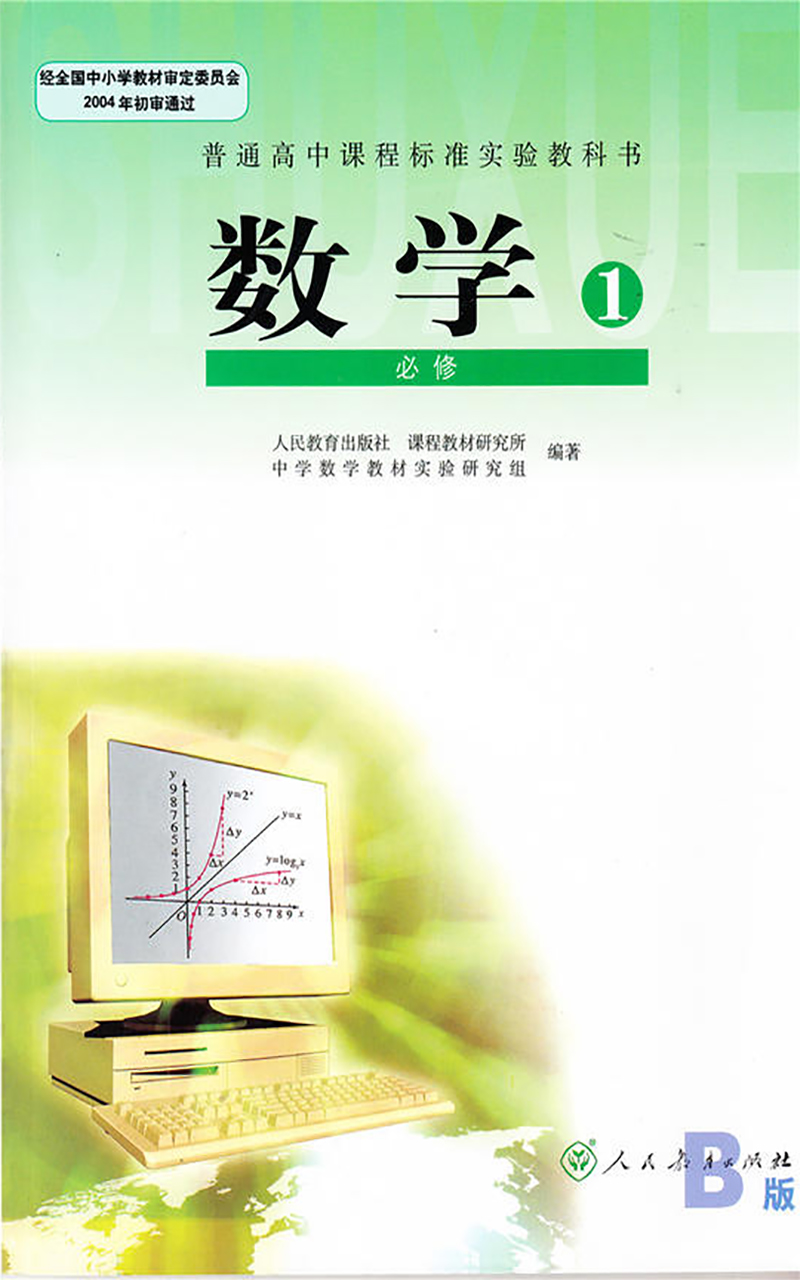 SHUXUE
经全国中小学教材审定委员会
2004年初审通过
普通高中课程标准实验教科书
数学 1
必修
人民教育出版社 课程教材研究所
中学数学教材实验研究组
编著
y
9
8
7
6
5
4
3
2
1
y=2ˣ
y=x
Δy
Δx
y=log₂x
Δy
Δx
O 1 2 3 4 5 6 7 8 9 x
人民教育出版社
B版